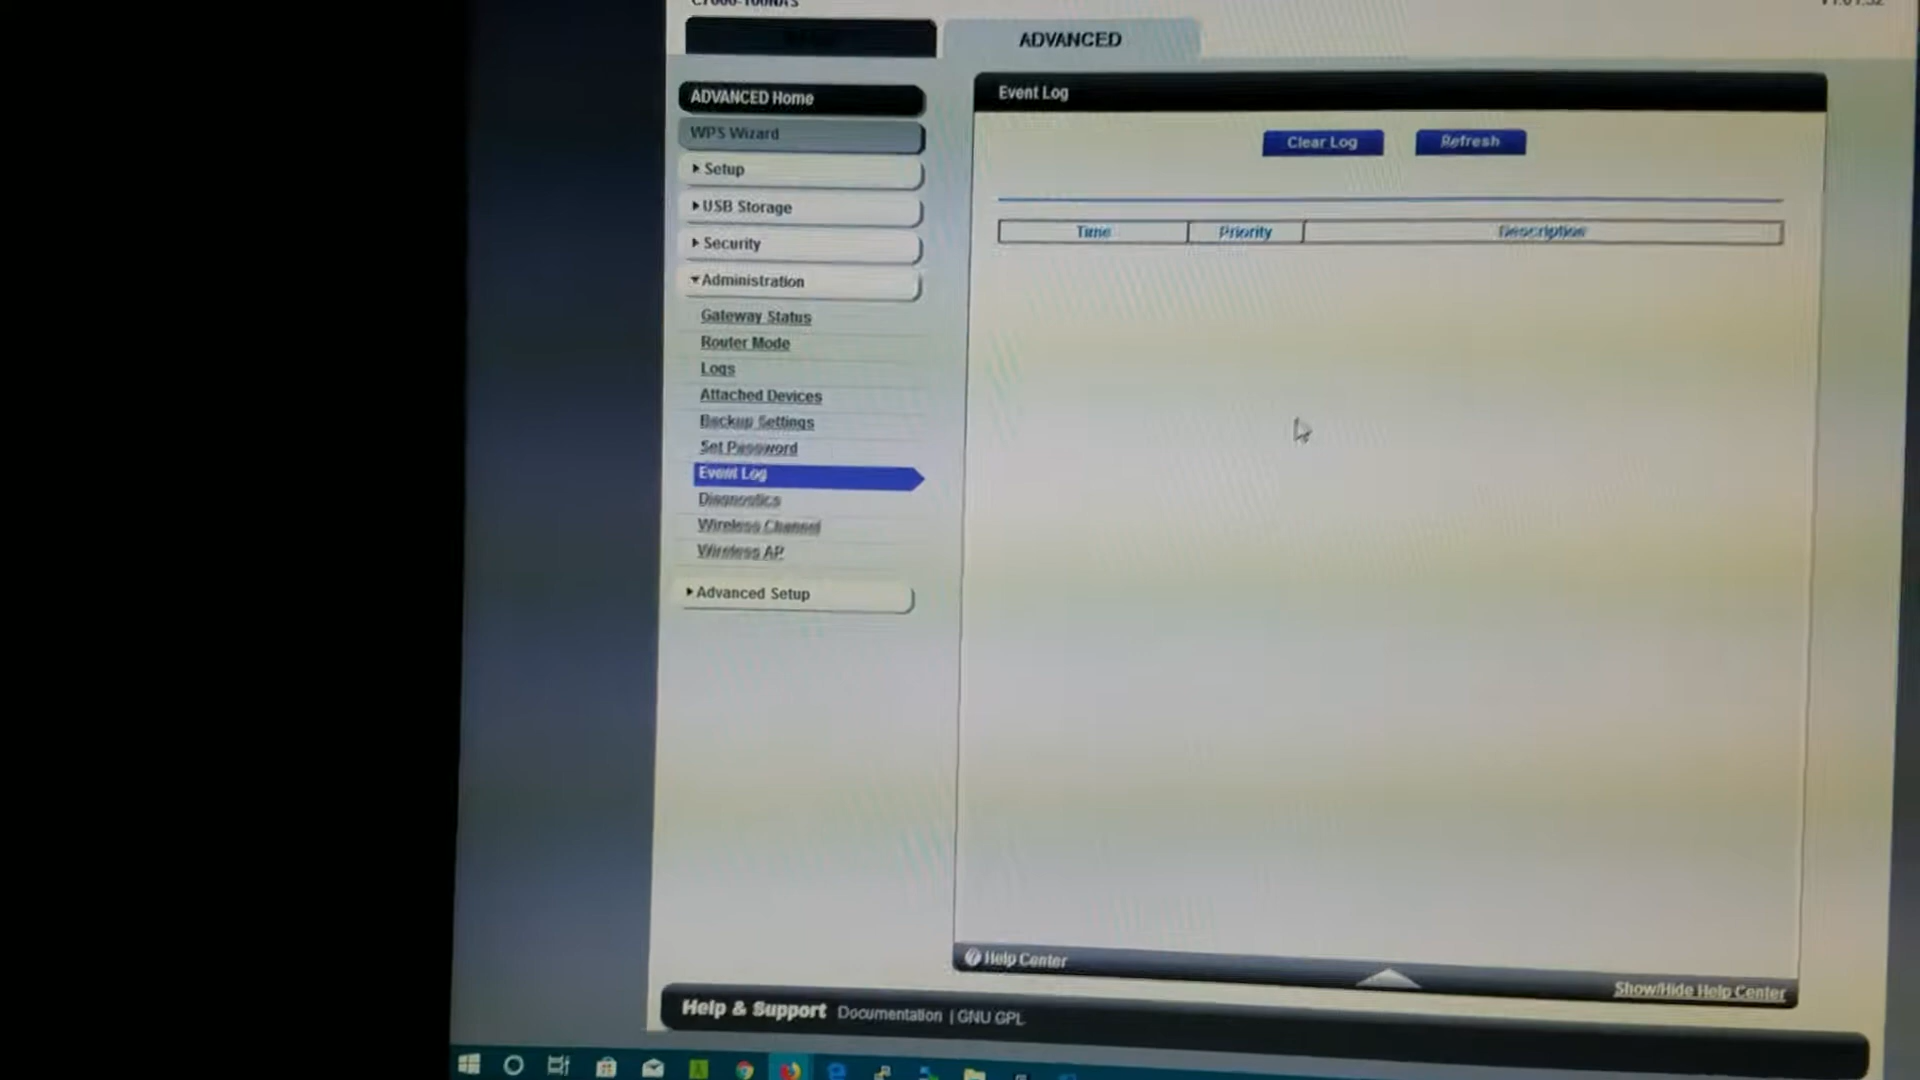 C7000-100NAS
ADVANCED
ADVANCED Home
WPS Wizard
Setup
USB Storage
Security
Administration
Gateway Status
Router Mode
Logs
Attached Devices
Backup Settings
Set Password
Event Log
Diagnostics
Wireless Channel
Wireless AP
Advanced Setup
Event Log
Clear Log
Refresh
Time
Priority
Description
Help Center
Show/Hide Help Center
Help & Support Documentation | GNU GPL